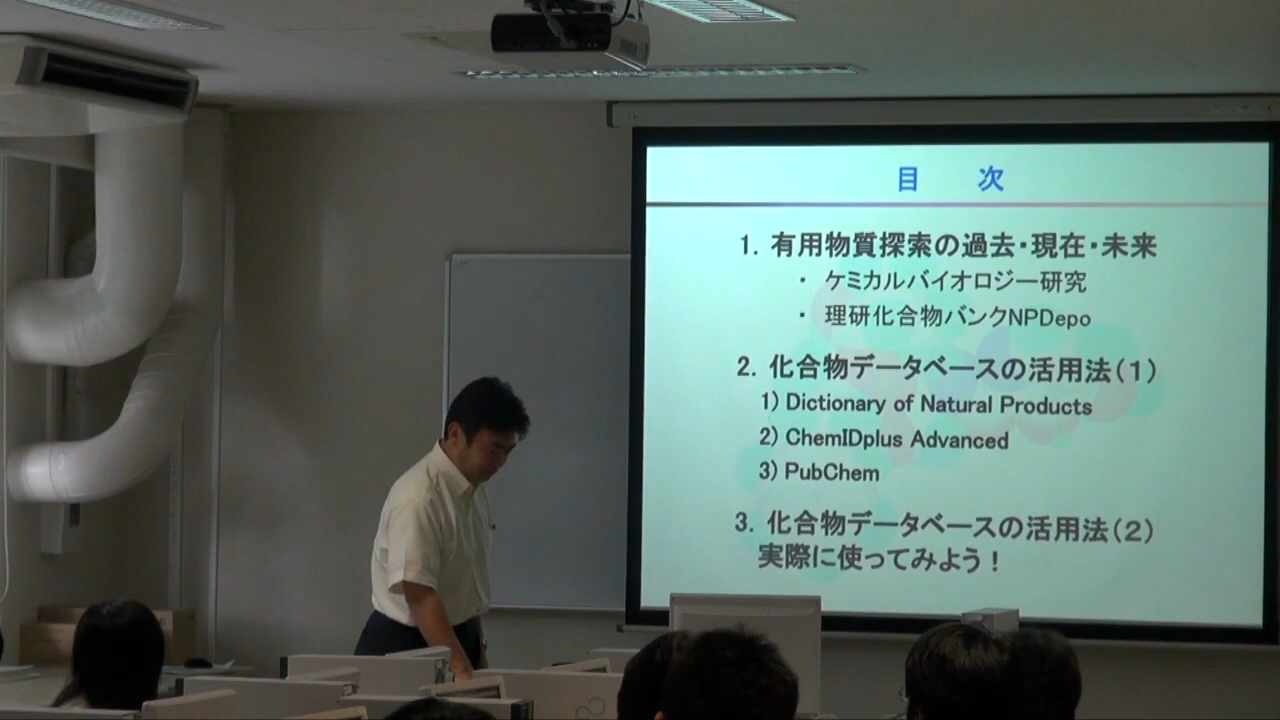 目　次
1. 有用物質探索の過去・現在・未来
・ ケミカルバイオロジー研究
・ 理研化合物バンクNPDepo
2. 化合物データベースの活用法(1)
1) Dictionary of Natural Products
2) ChemIDplus Advanced
3) PubChem
3. 化合物データベースの活用法(2)
実際に使ってみよう！